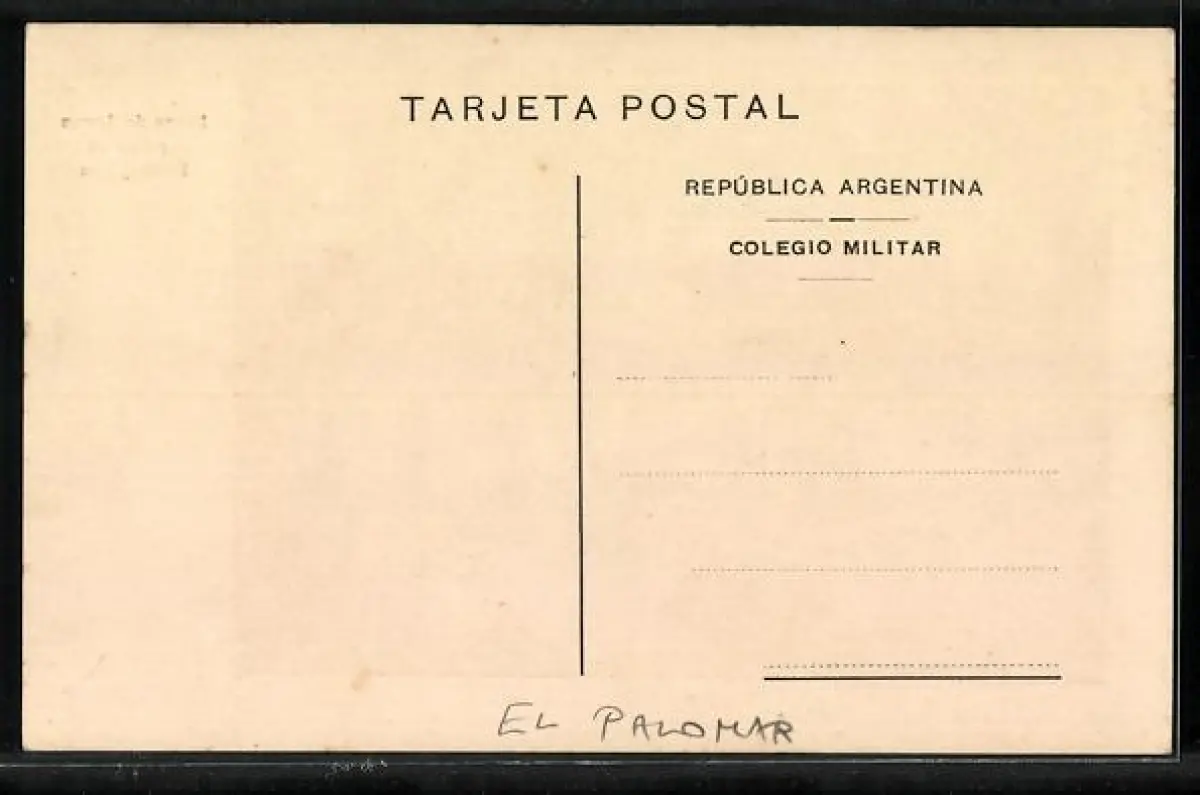 TARJETA POSTAL
REPÚBLICA ARGENTINA
COLEGIO MILITAR
EL PALOMAR